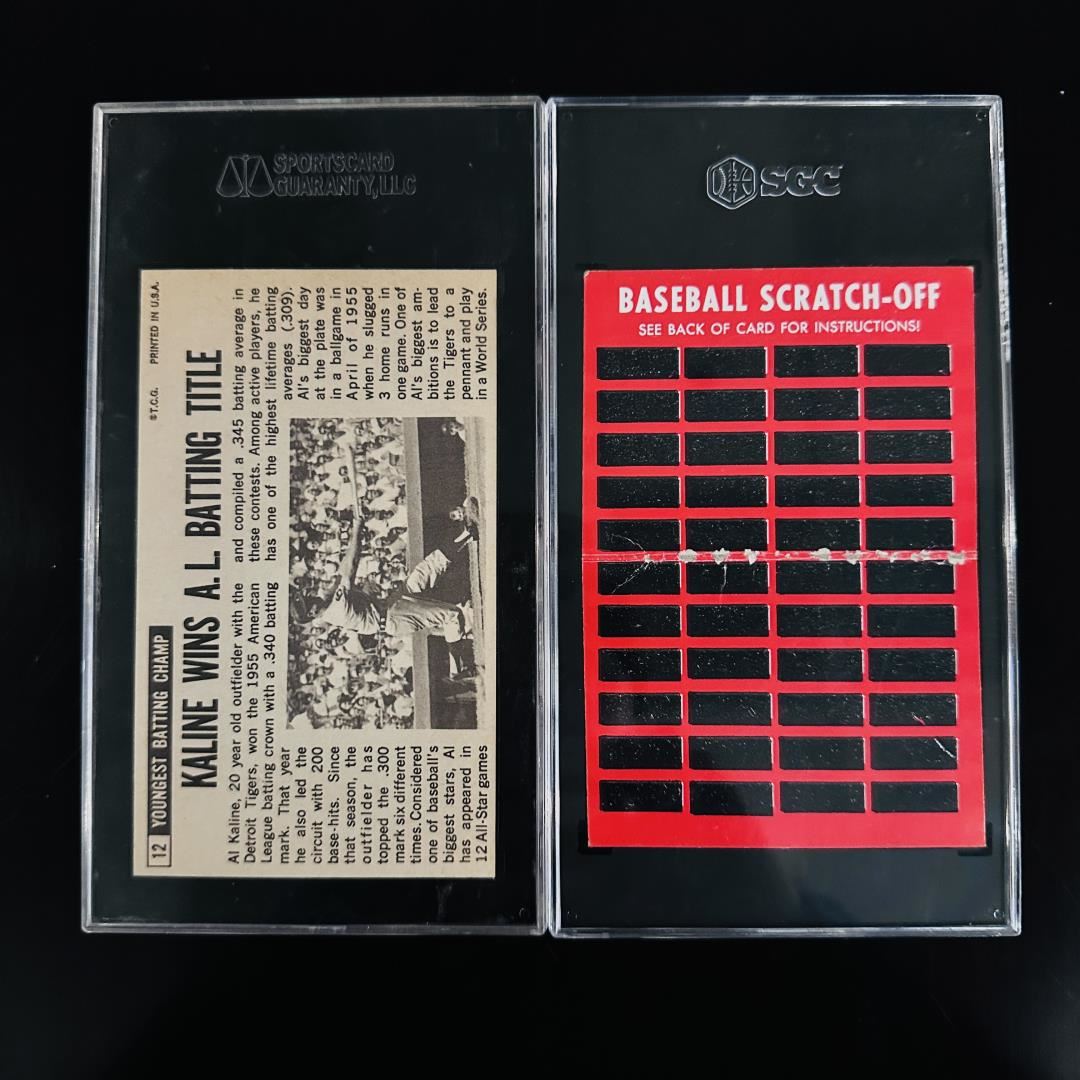 SPORTSCARD
GUARANTY, LLC
12 YOUNGEST BATTING CHAMP
©T.C.G. PRINTED IN U.S.A.
KALINE WINS A. L. BATTING TITLE
Al Kaline, 20 year old outfielder with the
Detroit Tigers, won the 1955 American
League batting crown with a .340 batting
mark. That year
he also led the
circuit with 200
base-hits. Since
that season, the
outfielder has
topped the .300
mark six different
times. Considered
one of baseball's
biggest stars, Al
has appeared in
12 All-Star games
and compiled a .345 batting average in
these contests. Among active players, he
has one of the highest lifetime batting
averages (.309).
Al's biggest day
at the plate was
in a ballgame in
April of 1955
when he slugged
3 home runs in
one game. One of
Al's biggest am-
bitions is to lead
the Tigers to a
pennant and play
in a World Series.
SGC
BASEBALL SCRATCH-OFF
SEE BACK OF CARD FOR INSTRUCTIONS!